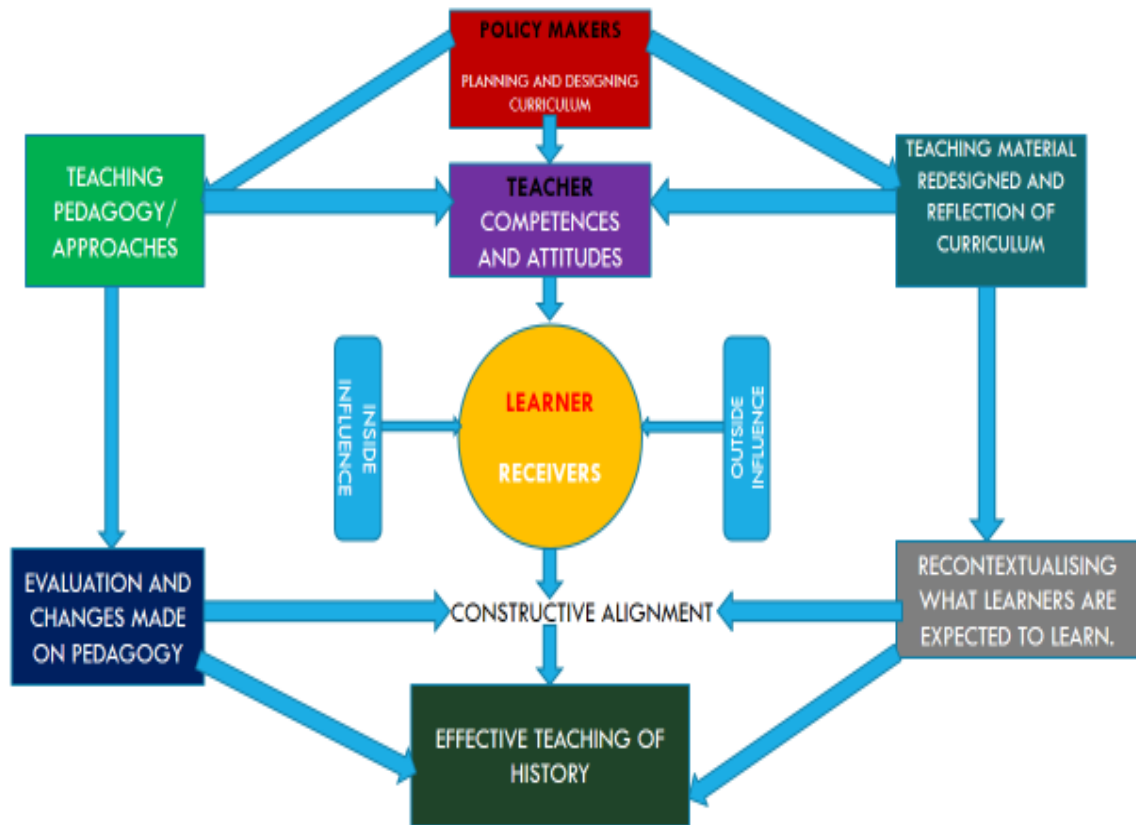 POLICY MAKERS
PLANNING AND DESIGNING
CURRICULUM
TEACHING
PEDAGOGY/
APPROACHES
TEACHER
COMPETENCES
AND ATTITUDES
TEACHING MATERIAL
REDESIGNED AND
REFLECTION OF
CURRICULUM
INSIDE
INFLUENCE
LEARNER
RECEIVERS
OUTSIDE
INFLUENCE
EVALUATION AND
CHANGES MADE
ON PEDAGOGY
CONSTRUCTIVE ALIGNMENT
RECONTEXTUALISING
WHAT LEARNERS ARE
EXPECTED TO LEARN.
EFFECTIVE TEACHING OF
HISTORY